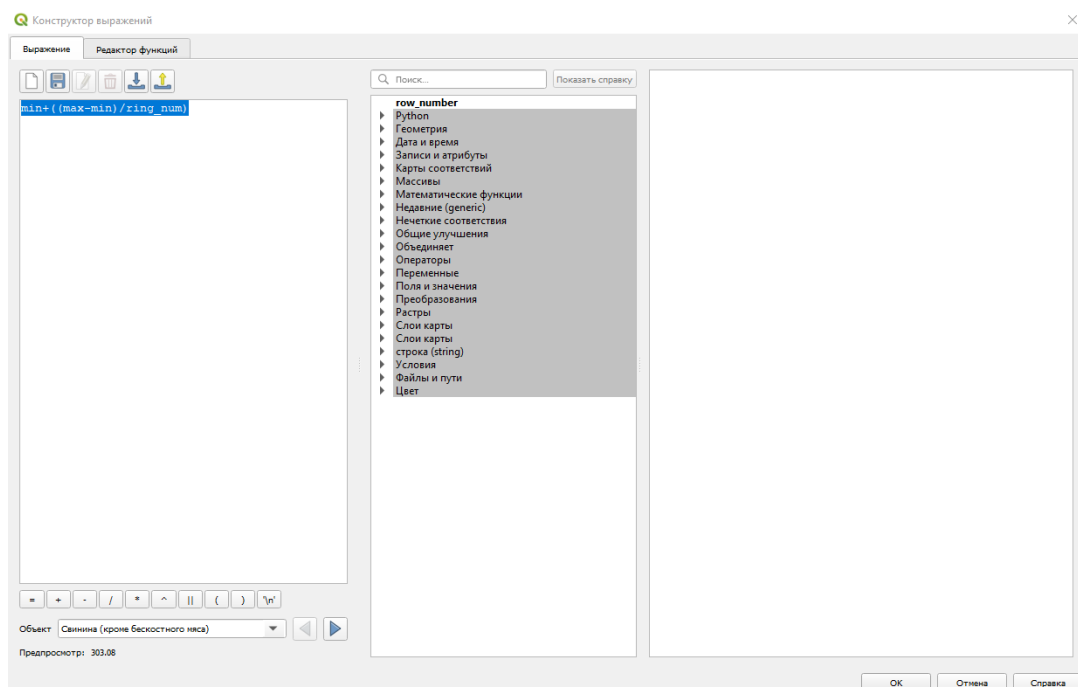 Конструктор выражений
Выражение
Редактор функций
Поиск...
Показать справку
min+((max-min)/ring_num)
row_number
Python
Геометрия
Дата и время
Записи и атрибуты
Карты соответствий
Массивы
Математические функции
Недавние (generic)
Нечеткие соответствия
Общие улучшения
Объединяет
Операторы
Переменные
Поля и значения
Преобразования
Растры
Слои карты
Слои карты
строка (string)
Условия
Файлы и пути
Цвет
= + - / * ^ || ( ) '\n'
Объект Свинина (кроме бескостного мяса)
Предпросмотр: 303.08
ОК
Отмена
Справка